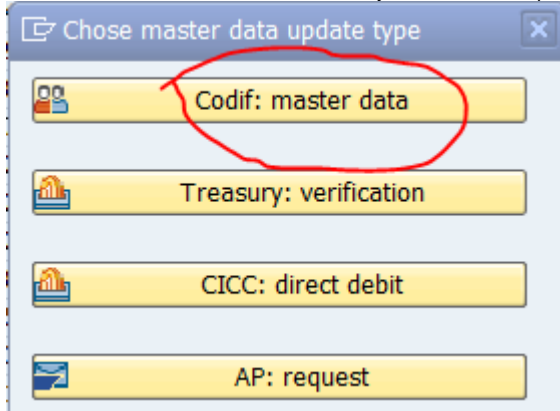 Chose master data update type
Codif: master data
Treasury: verification
CICC: direct debit
AP: request